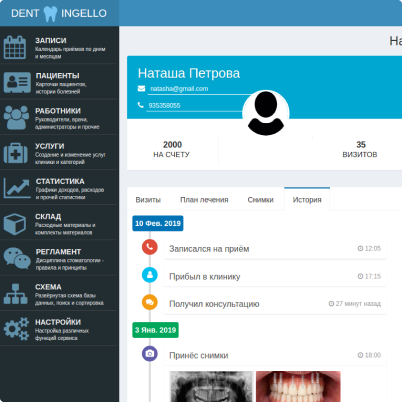 DENT INGELLO
На
ЗАПИСИ
Календарь приёмов по дням
и месяцам
ПАЦИЕНТЫ
Карточки пациентов,
истории болезней
РАБОТНИКИ
Руководители, врачи,
администраторы и прочие
УСЛУГИ
Создание и изменение услуг
клиники и категорий
СТАТИСТИКА
Графики доходов, расходов
и прочей статистики
СКЛАД
Расходные материалы и
комплекты материалов
РЕГЛАМЕНТ
Дисциплина стоматологии -
правила и принципы
СХЕМА
Развёрнутая схема базы
данных, поиск и сортировка
НАСТРОЙКИ
Настройка различных
функций сервиса
Наташа Петрова
natasha@gmail.com
935358055
2000
НА СЧЕТУ
35
ВИЗИТОВ
Визиты План лечения Снимки История
10 Фев. 2019
Записался на приём 12:05
Прибыл в клинику 17:15
Получил консультацию 27 минут назад
3 Янв. 2019
Принёс снимки 18:00